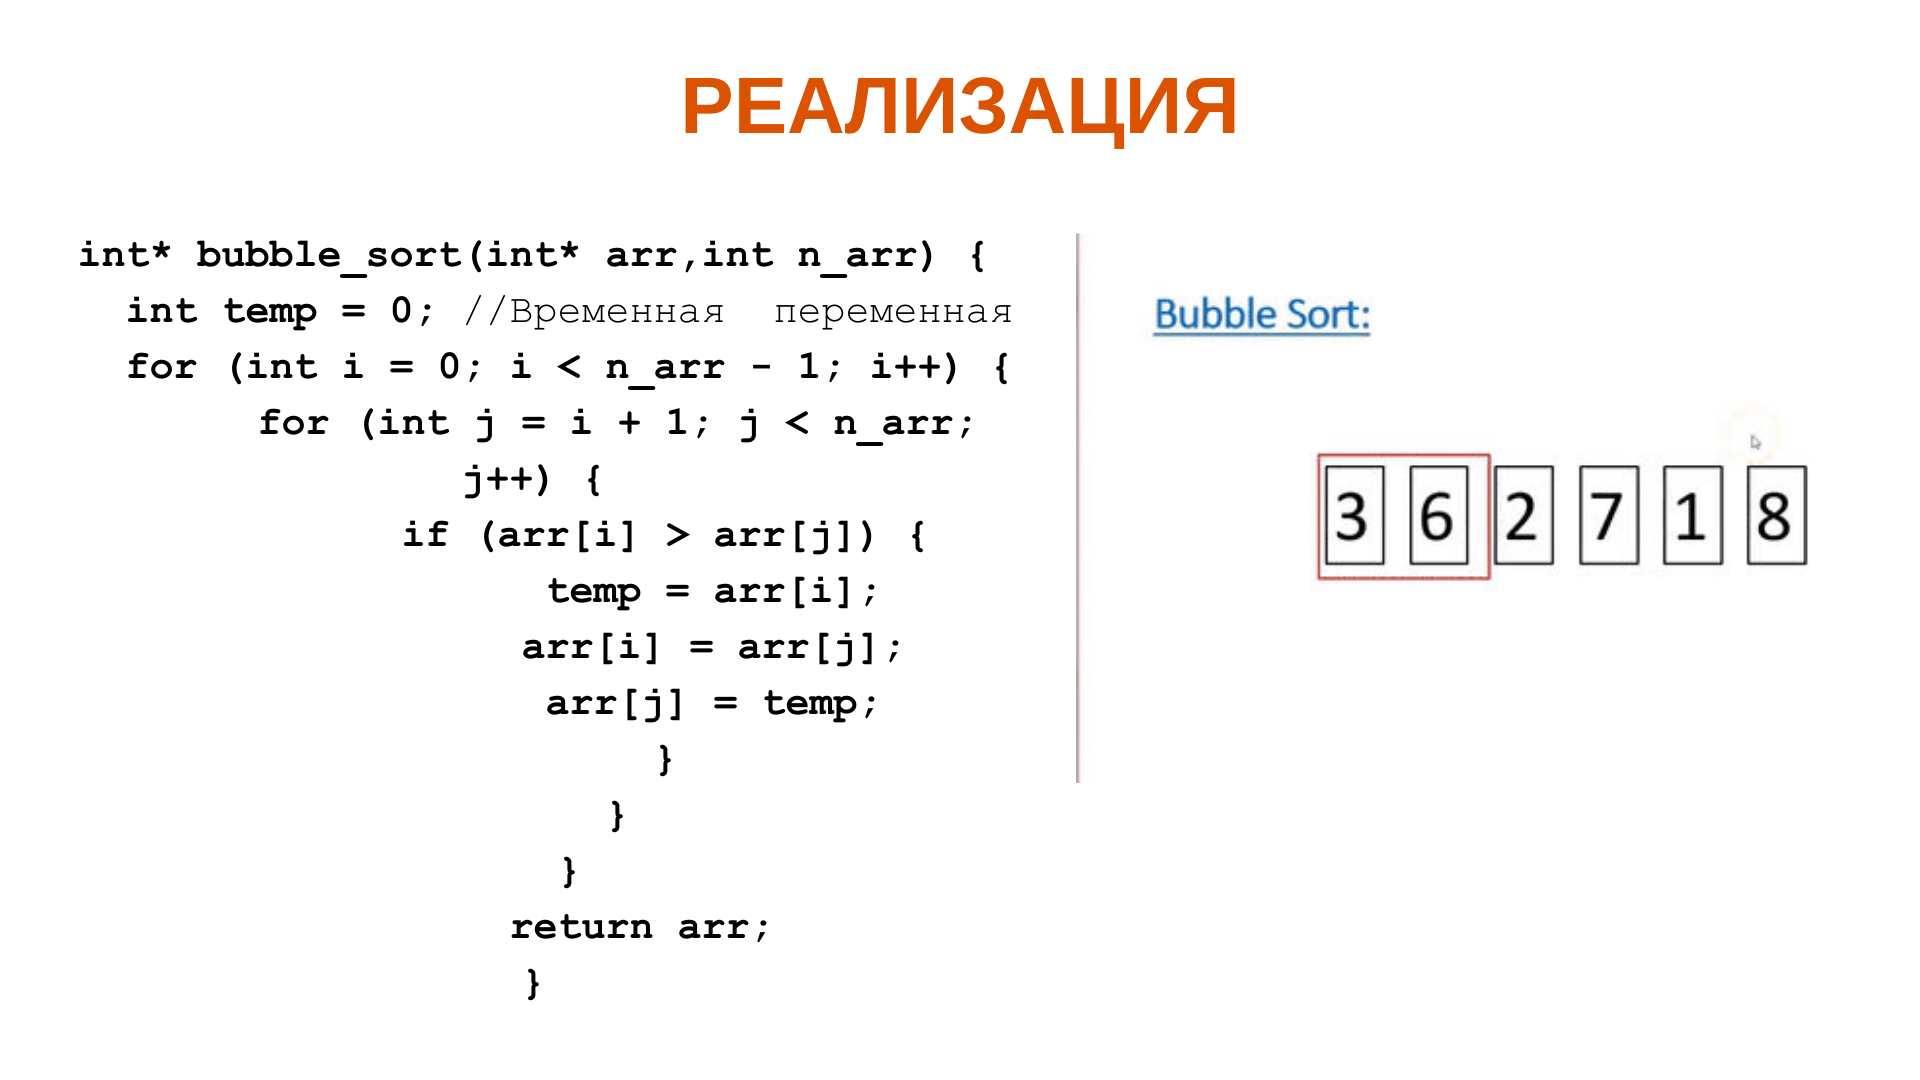 РЕАЛИЗАЦИЯ
int* bubble_sort(int* arr,int n_arr) {
int temp = 0; //Временная переменная
for (int i = 0; i < n_arr - 1; i++) {
for (int j = i + 1; j < n_arr;
j++) {
if (arr[i] > arr[j]) {
temp = arr[i];
arr[i] = arr[j];
arr[j] = temp;
}
}
}
return arr;
}
Bubble Sort:
3 6 2 7 1 8